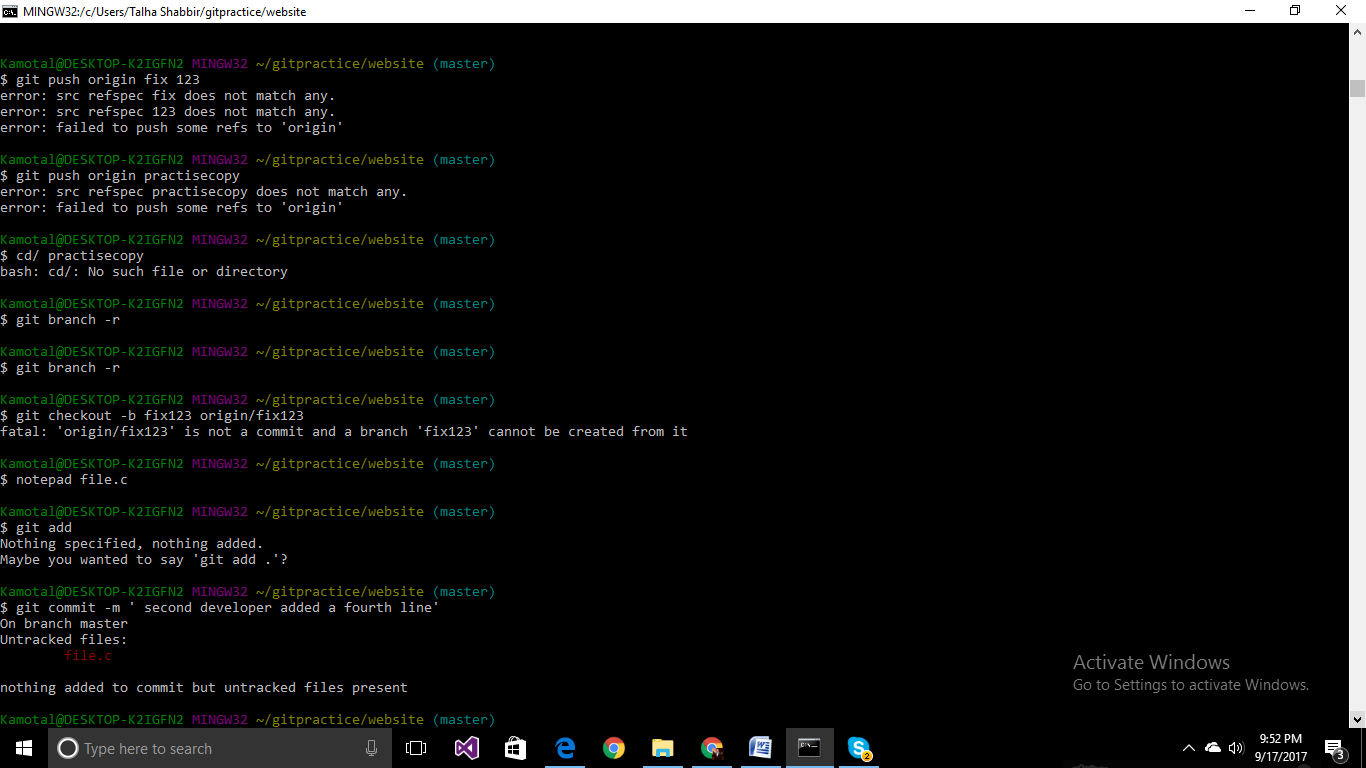 MINGW32:/c/Users/Talha Shabbir/gitpractice/website
Kamotal@DESKTOP-K2IGFN2 MINGW32 ~/gitpractice/website (master)
$ git push origin fix 123
error: src refspec fix does not match any.
error: src refspec 123 does not match any.
error: failed to push some refs to 'origin'
Kamotal@DESKTOP-K2IGFN2 MINGW32 ~/gitpractice/website (master)
$ git push origin practisecopy
error: src refspec practisecopy does not match any.
error: failed to push some refs to 'origin'
Kamotal@DESKTOP-K2IGFN2 MINGW32 ~/gitpractice/website (master)
$ cd/ practisecopy
bash: cd/: No such file or directory
Kamotal@DESKTOP-K2IGFN2 MINGW32 ~/gitpractice/website (master)
$ git branch -r
Kamotal@DESKTOP-K2IGFN2 MINGW32 ~/gitpractice/website (master)
$ git branch -r
Kamotal@DESKTOP-K2IGFN2 MINGW32 ~/gitpractice/website (master)
$ git checkout -b fix123 origin/fix123
fatal: 'origin/fix123' is not a commit and a branch 'fix123' cannot be created from it
Kamotal@DESKTOP-K2IGFN2 MINGW32 ~/gitpractice/website (master)
$ notepad file.c
Kamotal@DESKTOP-K2IGFN2 MINGW32 ~/gitpractice/website (master)
$ git add
Nothing specified, nothing added.
Maybe you wanted to say 'git add .'?
Kamotal@DESKTOP-K2IGFN2 MINGW32 ~/gitpractice/website (master)
$ git commit -m ' second developer added a fourth line'
On branch master
Untracked files:
file.c
nothing added to commit but untracked files present
Kamotal@DESKTOP-K2IGFN2 MINGW32 ~/gitpractice/website (master)
Activate Windows
Go to Settings to activate Windows.
Type here to search
2
9:52 PM
9/17/2017
3